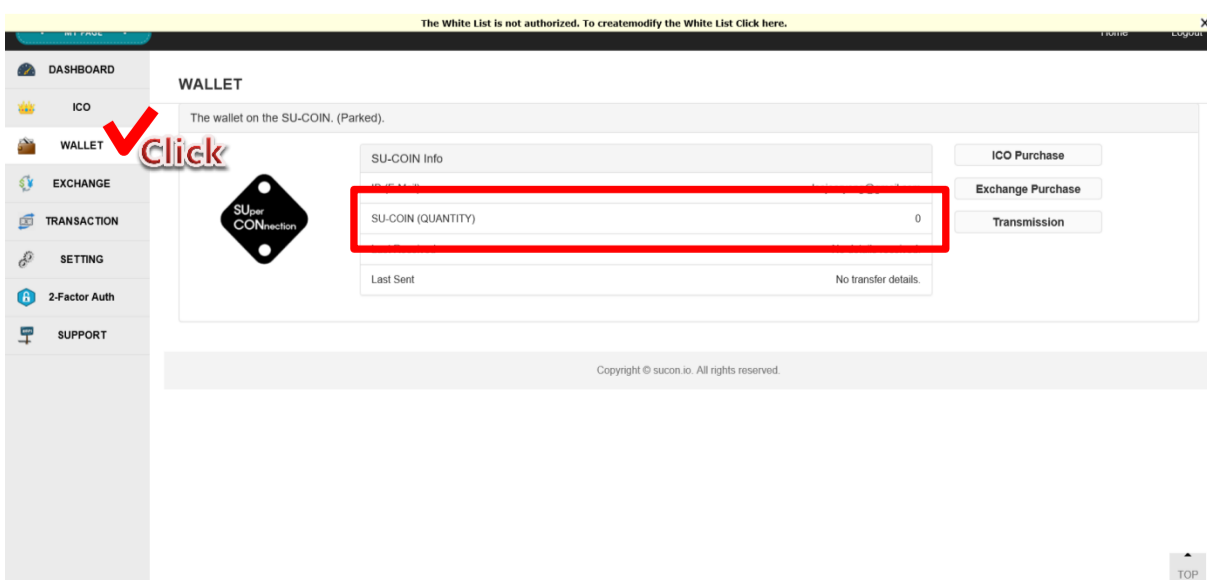 The White List is not authorized. To createmodify the White List Click here. X
MY PAGE
Home Logout
DASHBOARD
ICO
WALLET
EXCHANGE
TRANSACTION
SETTING
2-Factor Auth
SUPPORT
Click
WALLET
The wallet on the SU-COIN. (Parked).
SUper
CONnection
SU-COIN Info
SU-COIN (QUANTITY) 0
Last Sent No transfer details.
ICO Purchase
Exchange Purchase
Transmission
Copyright © sucon.io. All rights reserved.
TOP